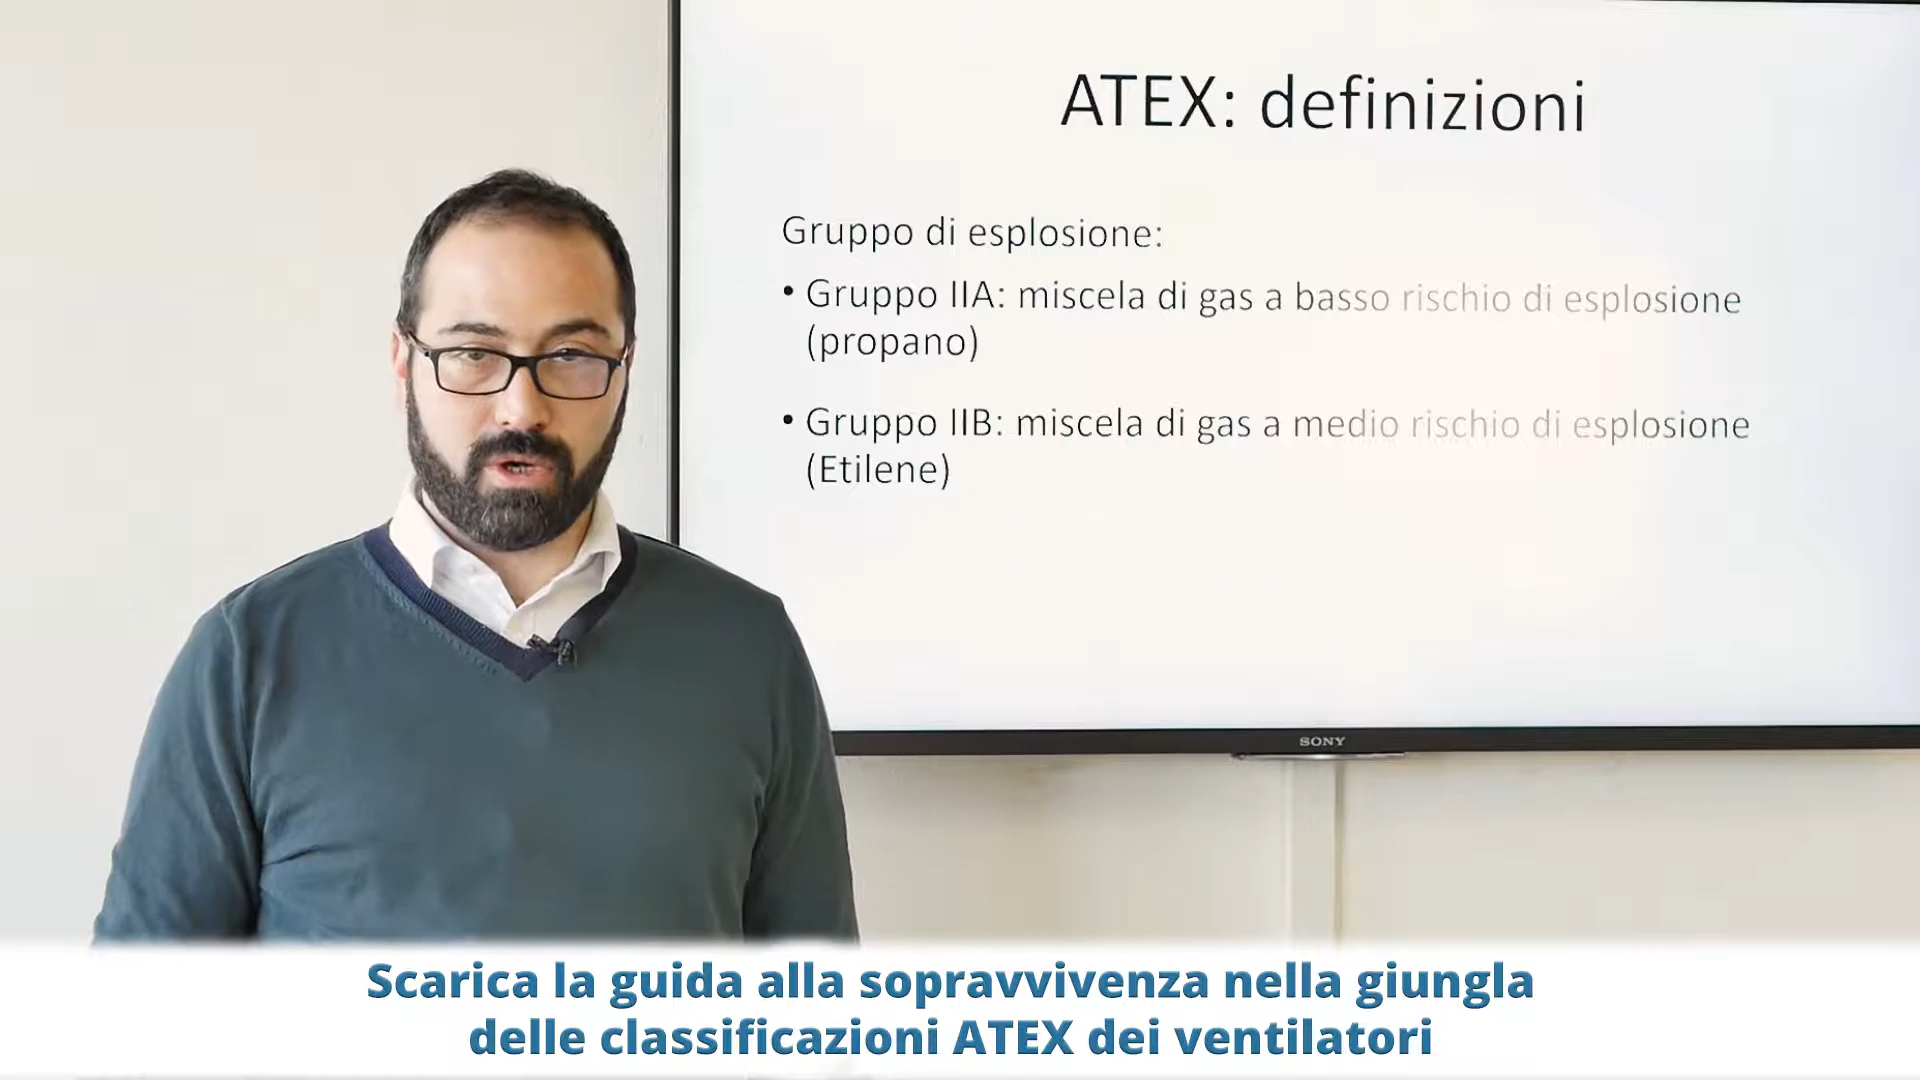 ATEX: definizioni
Gruppo di esplosione:
• Gruppo IIA: miscela di gas a basso rischio di esplosione
(propano)
• Gruppo IIB: miscela di gas a medio rischio di esplosione
(Etilene)
SONY
Scarica la guida alla sopravvivenza nella giungla
delle classificazioni ATEX dei ventilatori